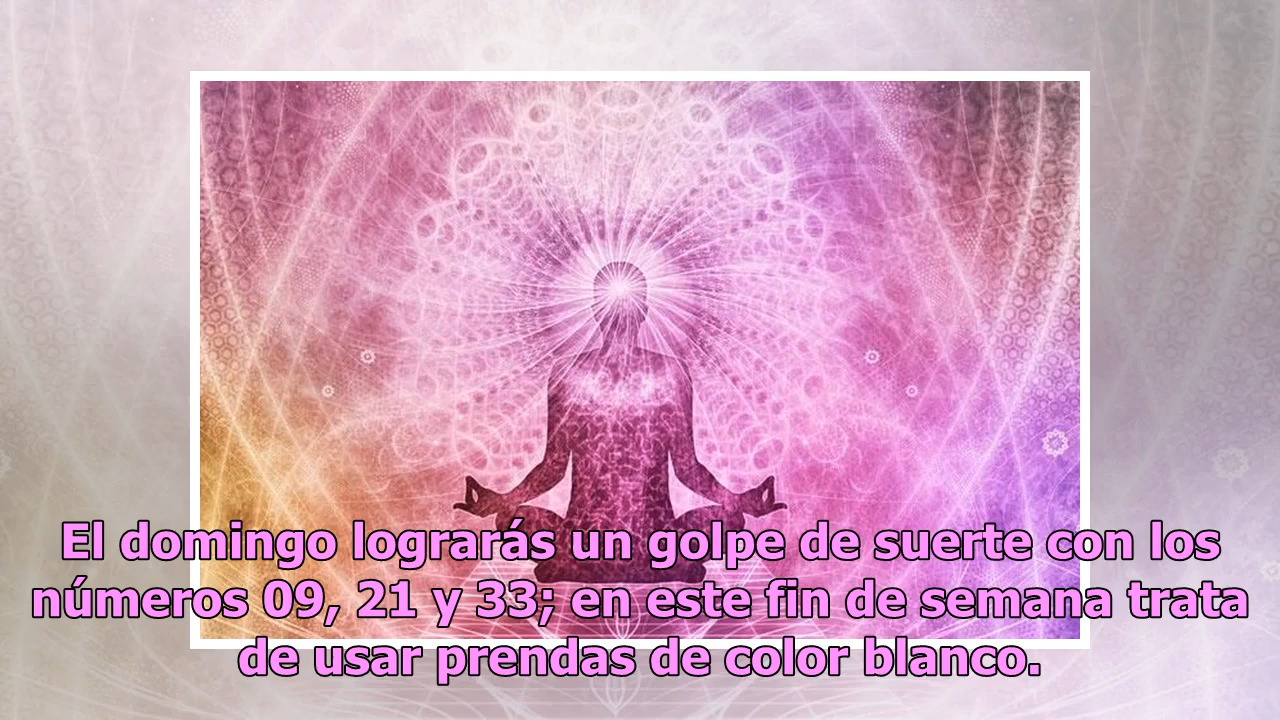 El domingo lograrás un golpe de suerte con los
números 09, 21 y 33; en este fin de semana trata
de usar prendas de color blanco.